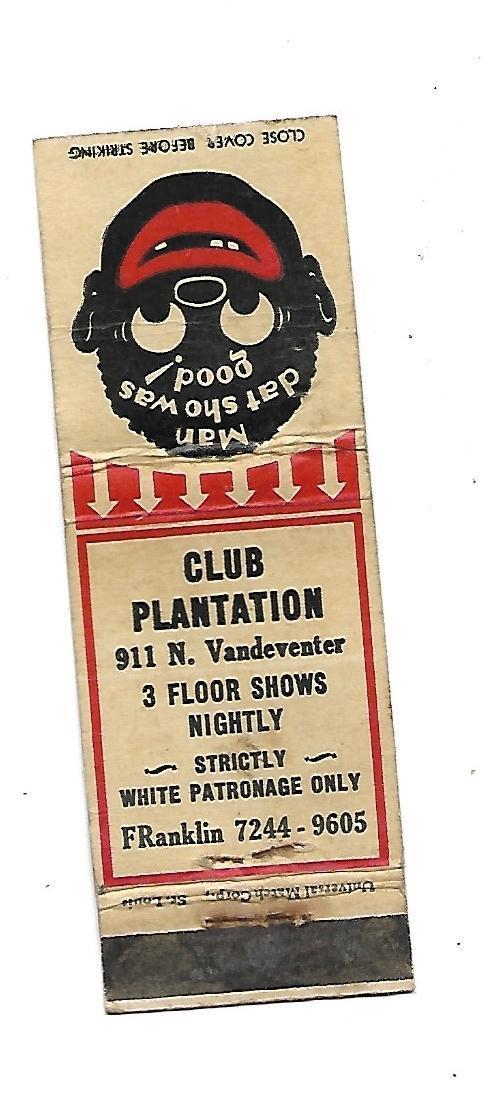 CLOSE COVER BEFORE STRIKING
Man
dat sho was
good!
CLUB
PLANTATION
911 N. Vandeventer
3 FLOOR SHOWS
NIGHTLY
STRICTLY
WHITE PATRONAGE ONLY
FRanklin 7244-9605
Universal Match Corp., St. Louis